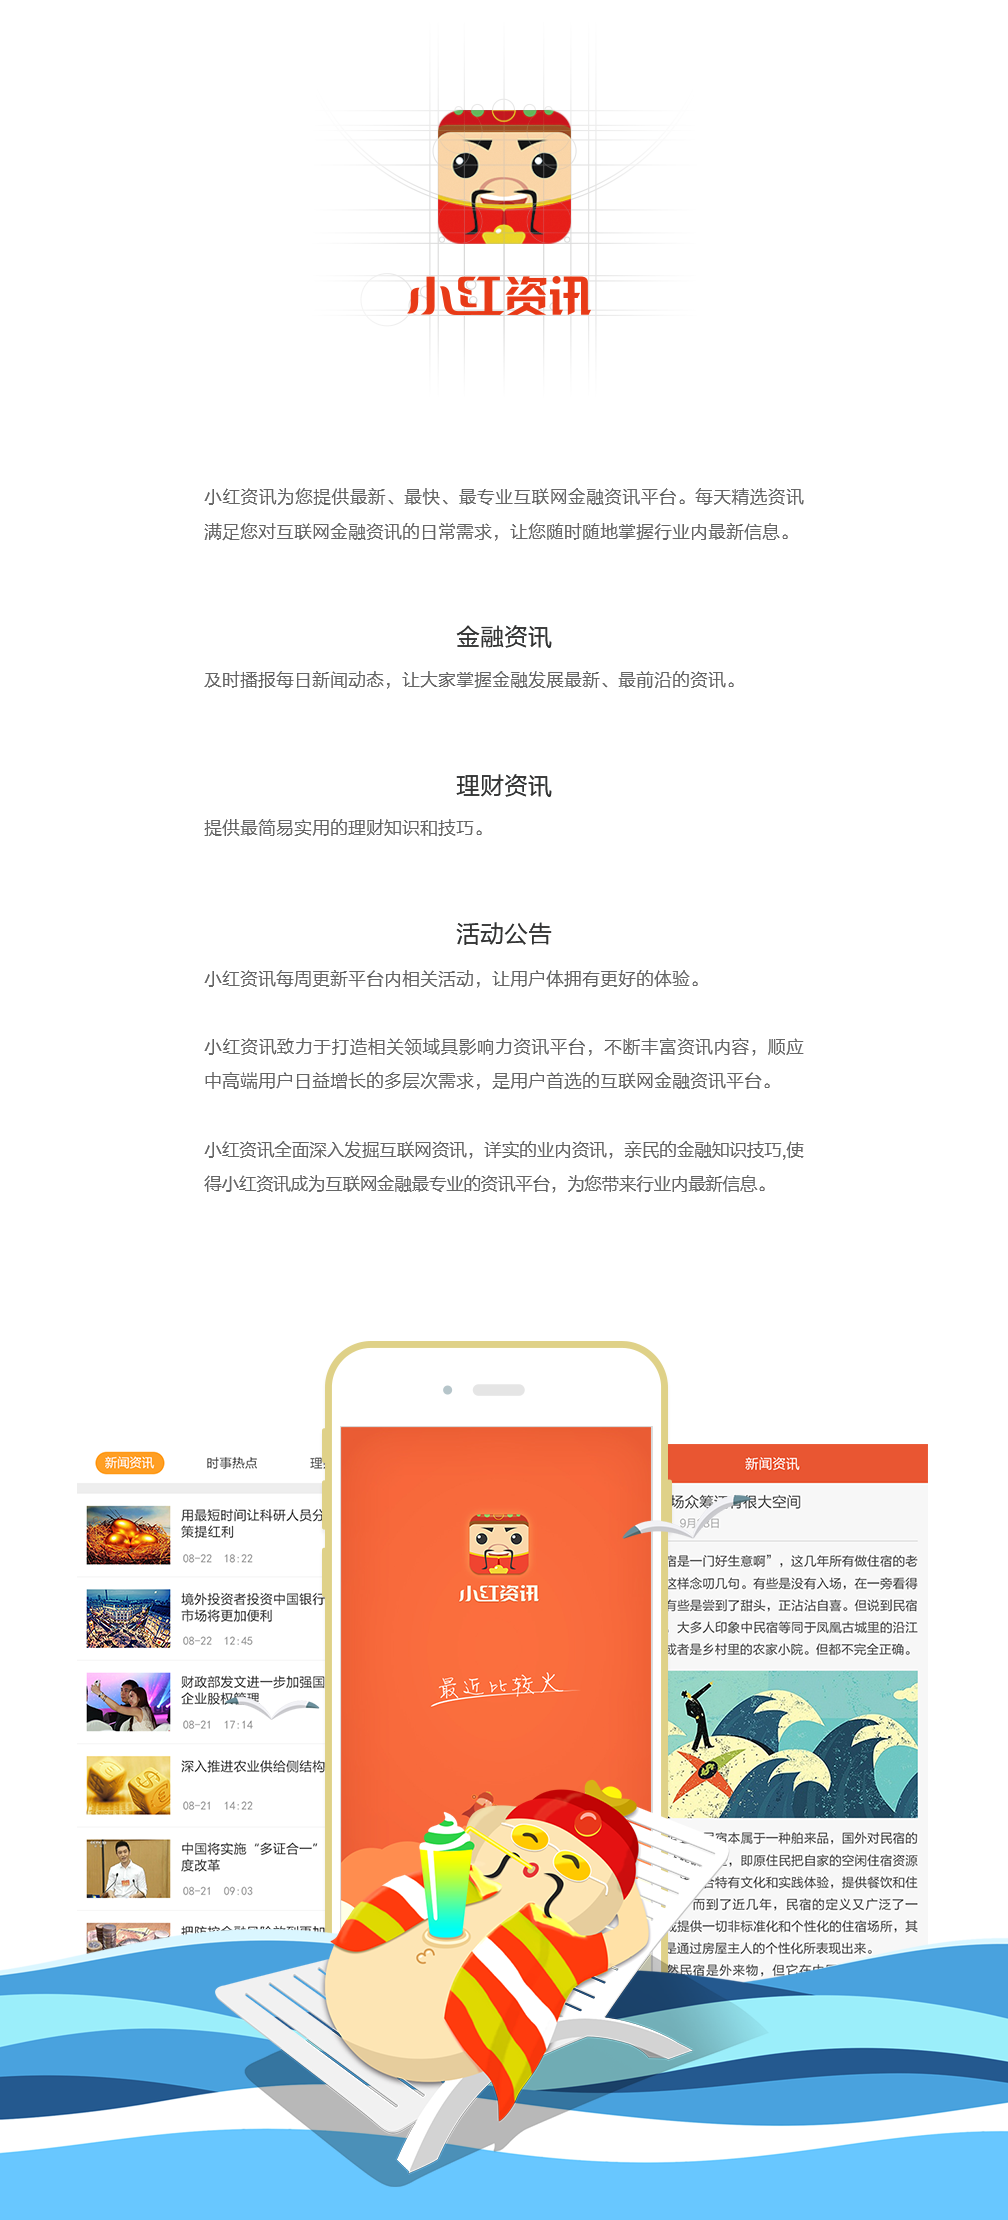 小红资讯
小红资讯为您提供最新、最快、最专业互联网金融资讯平台。每天精选资讯
满足您对互联网金融资讯的日常需求，让您随时随地掌握行业内最新信息。
金融资讯
及时播报每日新闻动态，让大家掌握金融发展最新、最前沿的资讯。
理财资讯
提供最简易实用的理财知识和技巧。
活动公告
小红资讯每周更新平台内相关活动，让用户体拥有更好的体验。
小红资讯致力于打造相关领域具影响力资讯平台，不断丰富资讯内容，顺应
中高端用户日益增长的多层次需求，是用户首选的互联网金融资讯平台。
小红资讯全面深入发掘互联网资讯，详实的业内资讯，亲民的金融知识技巧,使
得小红资讯成为互联网金融最专业的资讯平台，为您带来行业内最新信息。
新闻资讯 时事热点 理
用最短时间让科研人员分
策提红利
08-22 18:22
境外投资者投资中国银行
市场将更加便利
08-22 12:45
财政部发文进一步加强国
企业股权管理
08-21 17:14
深入推进农业供给侧结构
08-21 14:22
中国将实施“多证合一”
度改革
08-21 09:03
小红资讯
最近比较火
新闻资讯
场众筹还有很大空间
9月
宿是一门好生意啊”，这几年所有做住宿的老
这样念叨几句。有些是没有入场，在一旁看得
有些是尝到了甜头，正沾沾自喜。但说到民宿
，大多人印象中民宿等同于凤凰古城里的沿江
或者是乡村里的农家小院。但都不完全正确。
民宿本属于一种舶来品，国外对民宿的
，即原住民把自家的空闲住宿资源
合特有文化和实践体验，提供餐饮和住
而到了近几年，民宿的定义又广泛了一
提供一切非标准化和个性化的住宿场所，其
是通过房屋主人的个性化所表现出来。
然民宿是外来物，但它在